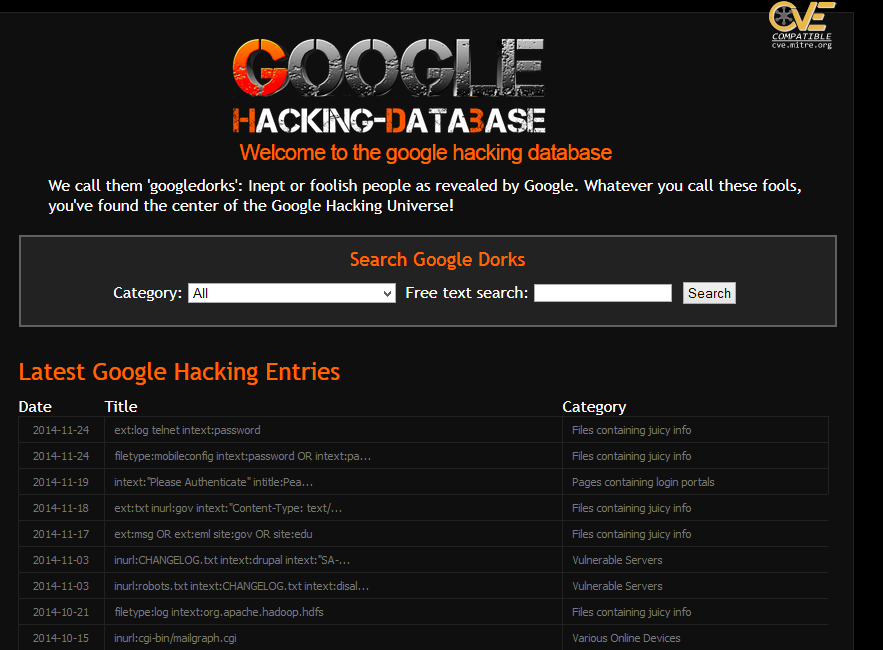 CVE
COMPATIBLE
cve.mitre.org
GOOGLE
HACKING-DATABASE
Welcome to the google hacking database
We call them 'googledorks': Inept or foolish people as revealed by Google. Whatever you call these fools,
you've found the center of the Google Hacking Universe!
Search Google Dorks
Category: All Free text search: Search
Latest Google Hacking Entries
Date Title Category
2014-11-24 ext:log telnet intext:password Files containing juicy info
2014-11-24 filetype:mobileconfig intext:password OR intext:pa... Files containing juicy info
2014-11-19 intext:"Please Authenticate" intitle:Pea... Pages containing login portals
2014-11-18 ext:txt inurl:gov intext:"Content-Type: text/... Files containing juicy info
2014-11-17 ext:msg OR ext:eml site:gov OR site:edu Files containing juicy info
2014-11-03 inurl:CHANGELOG.txt intext:drupal intext:"SA-... Vulnerable Servers
2014-11-03 inurl:robots.txt intext:CHANGELOG.txt intext:disal... Vulnerable Servers
2014-10-21 filetype:log intext:org.apache.hadoop.hdfs Files containing juicy info
2014-10-15 inurl:cgi-bin/mailgraph.cgi Various Online Devices